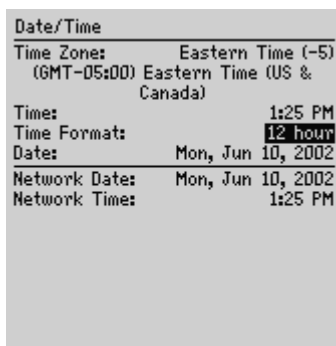 Date/Time
Time Zone: Eastern Time (-5)
(GMT-05:00) Eastern Time (US &
Canada)
Time: 1:25 PM
Time Format: 12 hour
Date: Mon, Jun 10, 2002
Network Date: Mon, Jun 10, 2002
Network Time: 1:25 PM